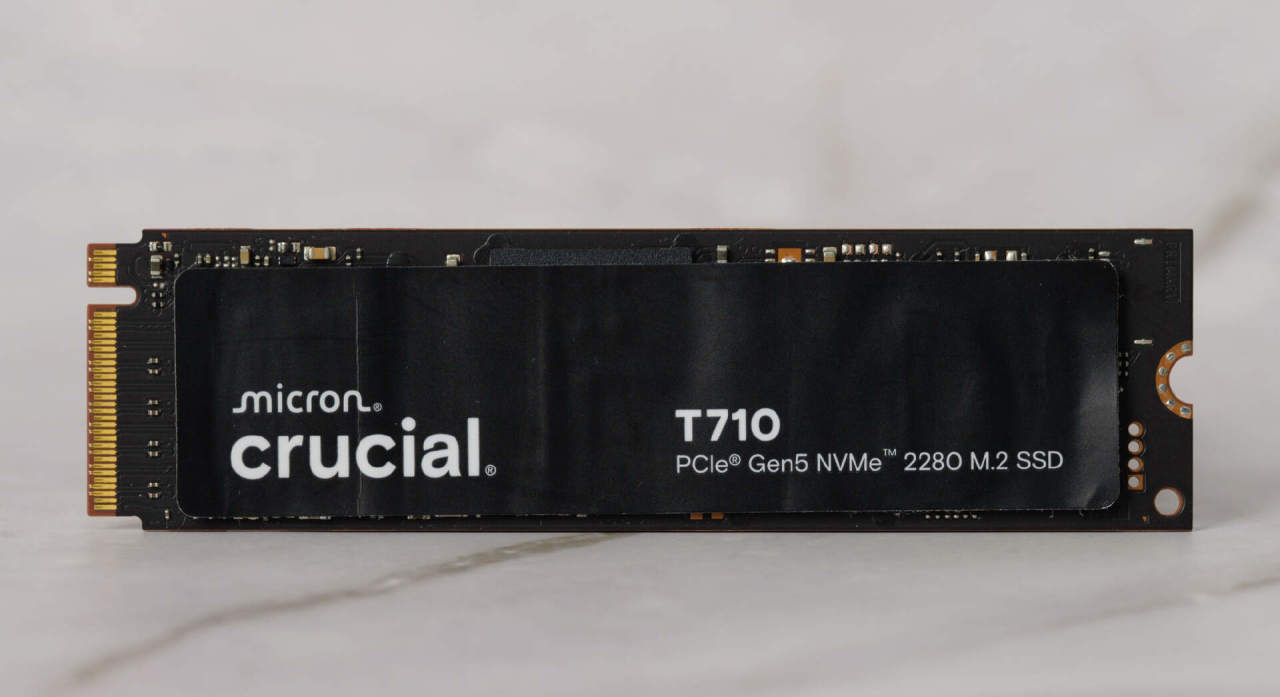 micron®
crucial®
T710
PCIe® Gen5 NVMe™ 2280 M.2 SSD